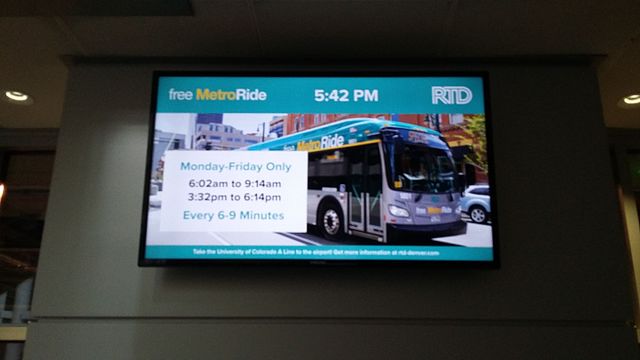 free MetroRide 5:42 PM RTD
free MetroRide
Monday-Friday Only
6:02am to 9:14am
3:32pm to 6:14pm
Every 6-9 Minutes
MetroRide
Take the University of Colorado A Line to the airport! Get more information at rtd-denver.com